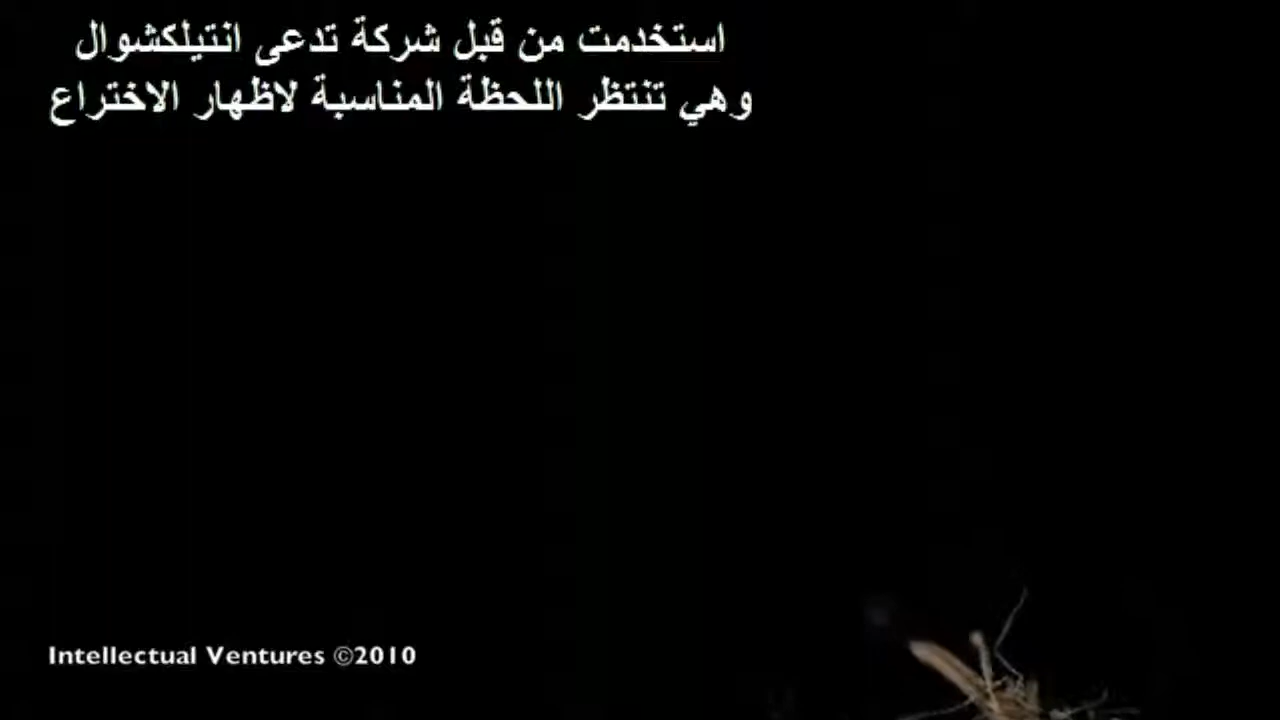 استخدمت من قبل شركة تدعى انتيلكشوال
وهي تنتظر اللحظة المناسبة لاظهار الاختراع
Intellectual Ventures ©2010